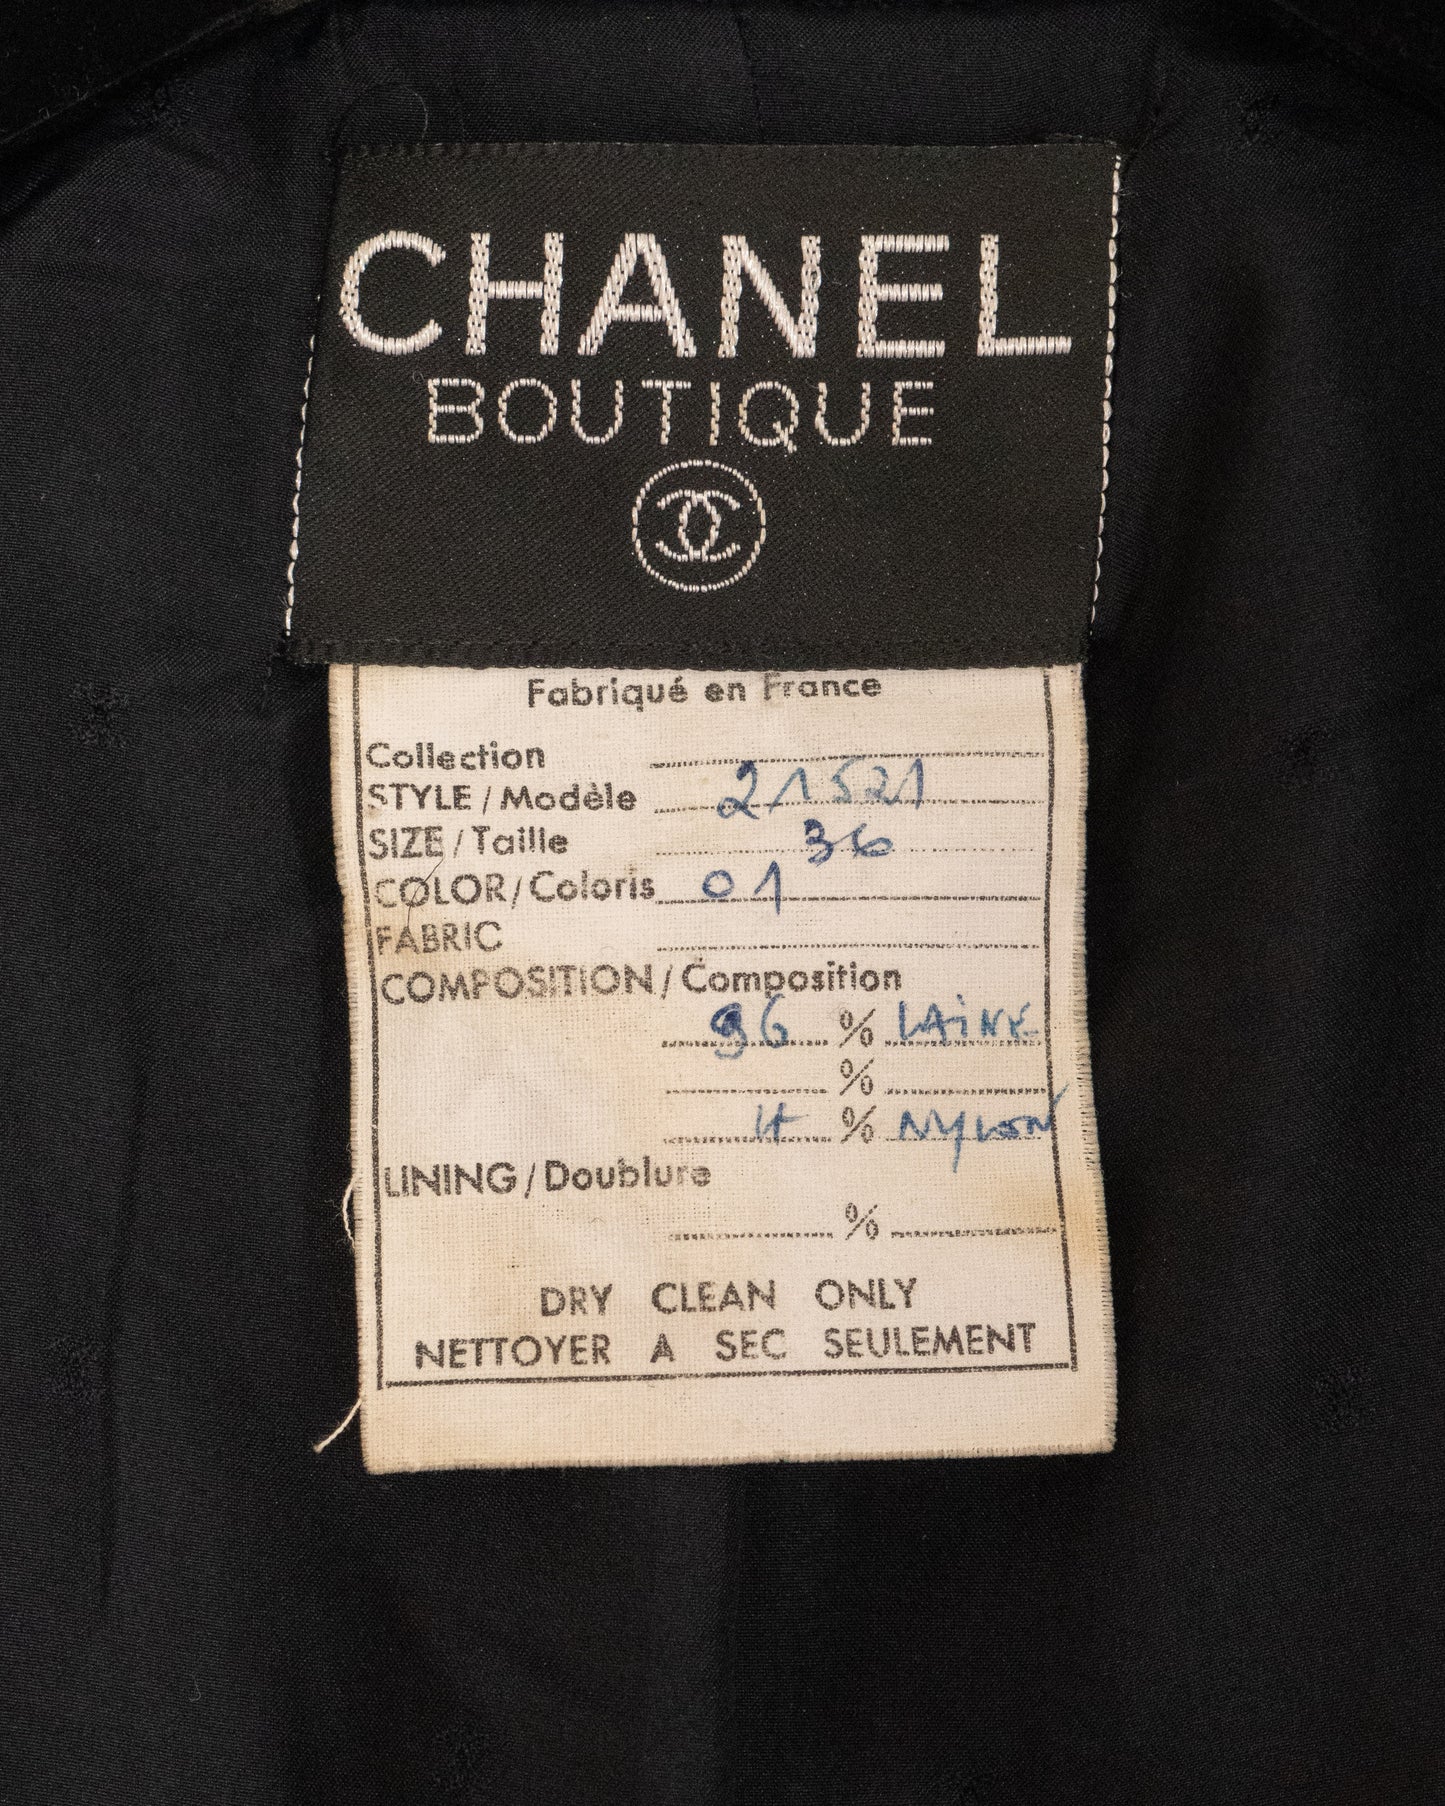 CHANEL
BOUTIQUE
Fabriqué en France
Collection
STYLE / Modèle 21521
SIZE / Taille 36
COLOR / Coloris 01
FABRIC
COMPOSITION / Composition
96 % LAINE
%
4 % NYLON
LINING / Doublure
%
DRY CLEAN ONLY
NETTOYER A SEC SEULEMENT